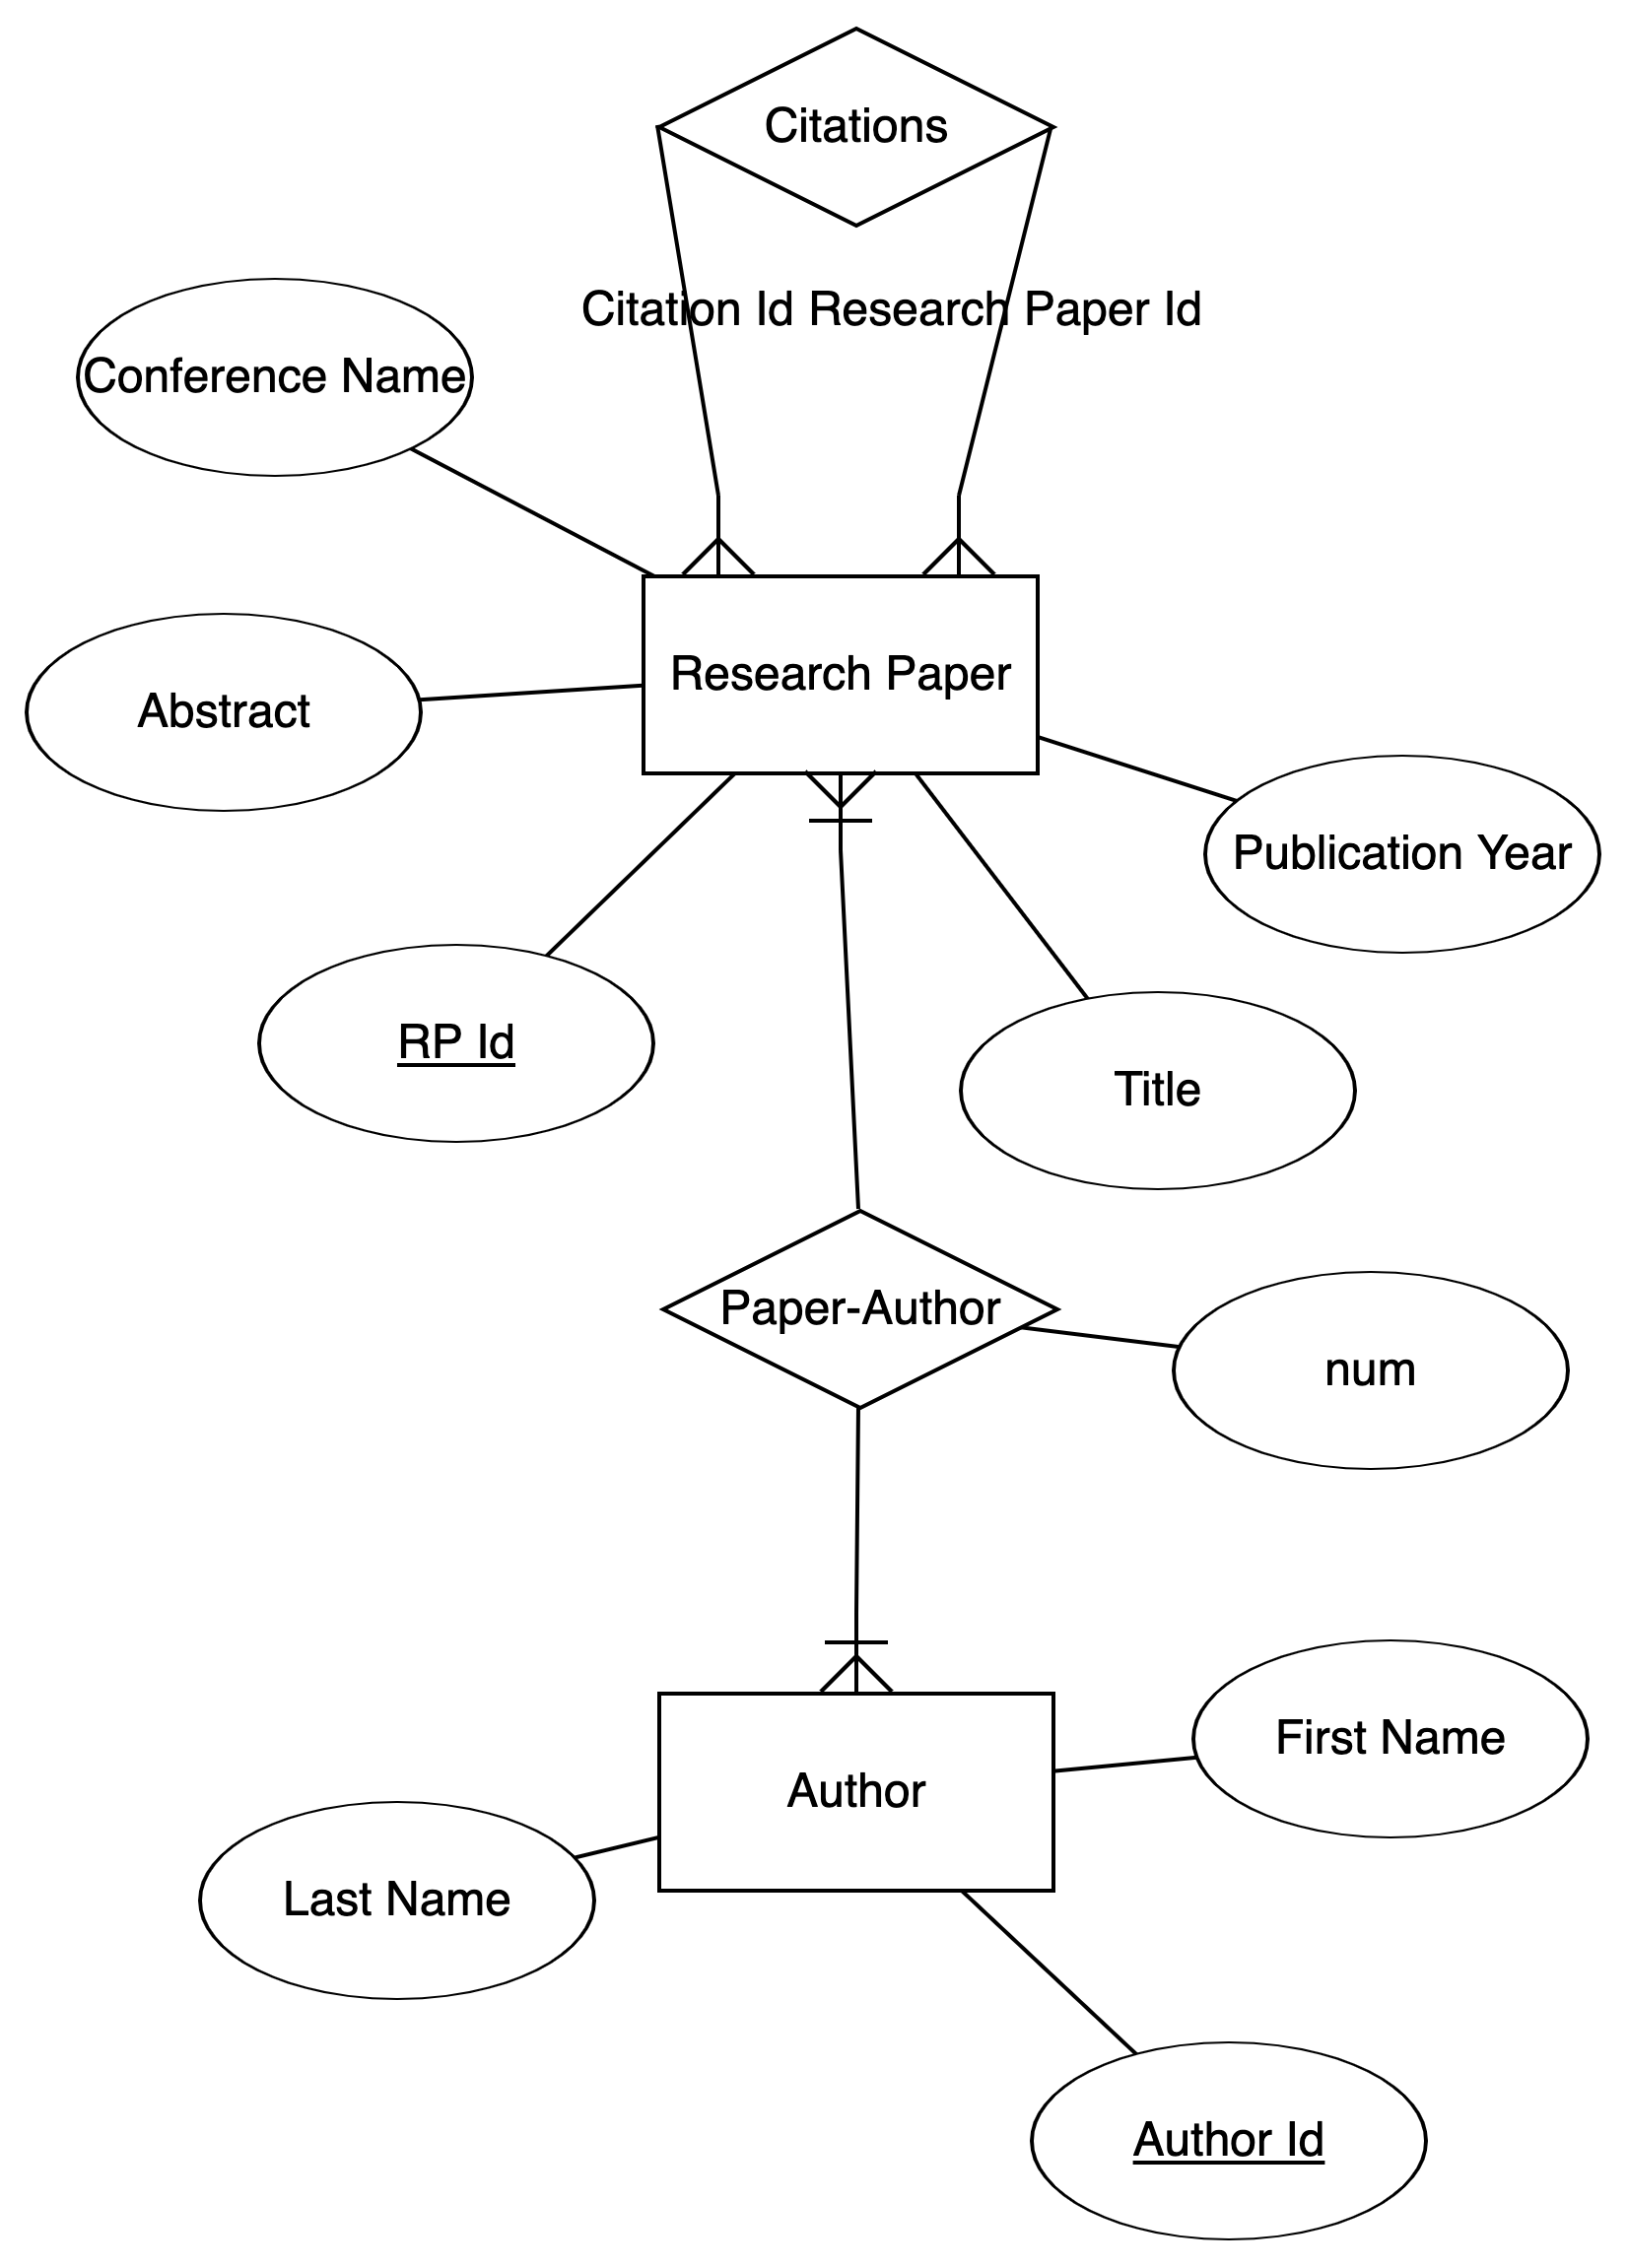 Citations
Citation Id Research Paper Id
Conference Name
Research Paper
Abstract
Publication Year
RP Id
Title
Paper-Author
num
First Name
Author
Last Name
Author Id